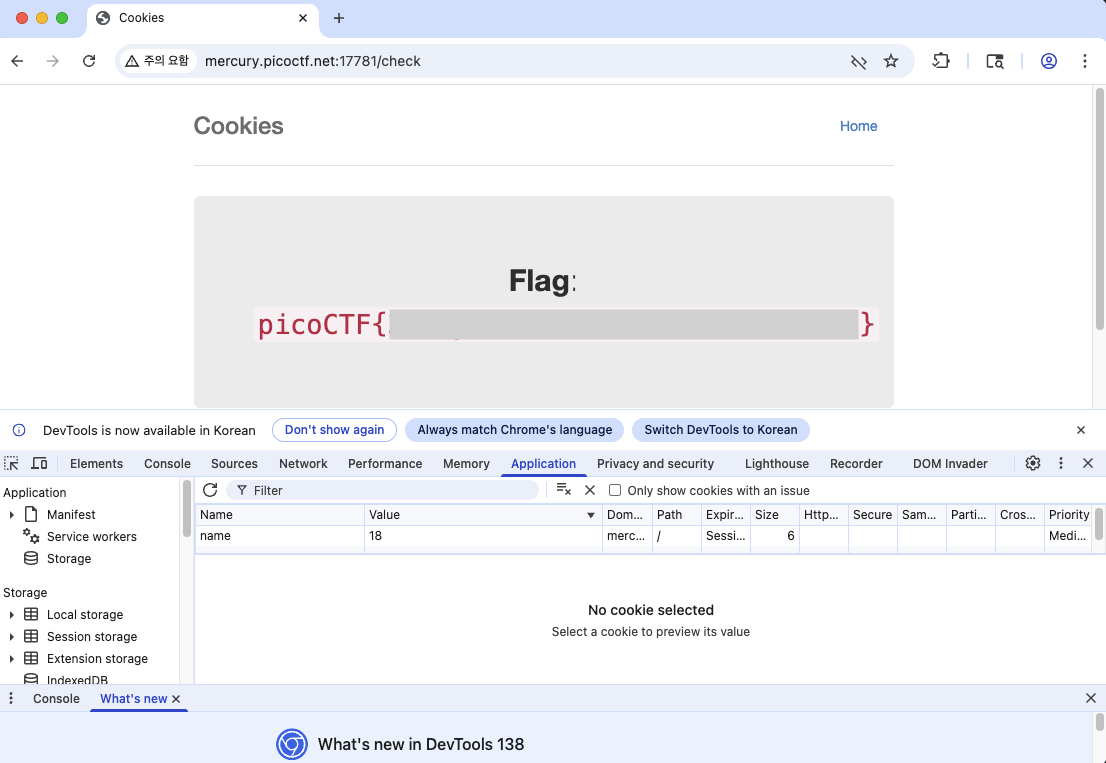 Cookies
주의 요함 mercury.picoctf.net:17781/check
Cookies Home
Flag:
picoCTF{ }
DevTools is now available in Korean Don't show again Always match Chrome's language Switch DevTools to Korean
Elements Console Sources Network Performance Memory Application Privacy and security Lighthouse Recorder DOM Invader
Application
Manifest
Service workers
Storage
Storage
Local storage
Session storage
Extension storage
IndexedDB
Filter Only show cookies with an issue
Name Value Dom... Path Expir... Size Http... Secure Sam... Parti... Cros... Priority
name 18 merc... / Sessi... 6 Medi...
No cookie selected
Select a cookie to preview its value
Console What's new
What's new in DevTools 138